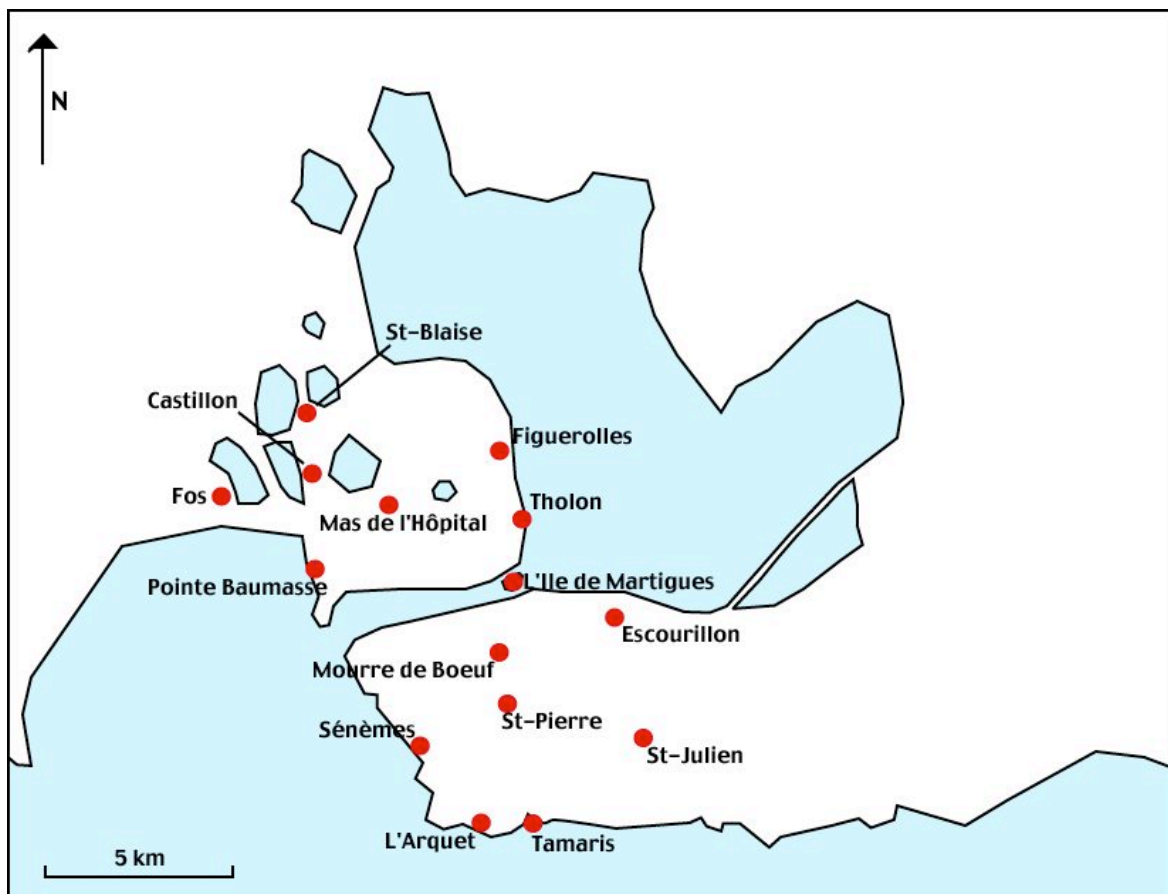 N
St-Blaise
Castillon
Figuerolles
Fos
Tholon
Mas de l'Hôpital
Pointe Baumasse
L'Ile de Martigues
Escourillon
Mourre de Boeuf
St-Pierre
Sénèmes
St-Julien
L'Arquet
Tamaris
5 km